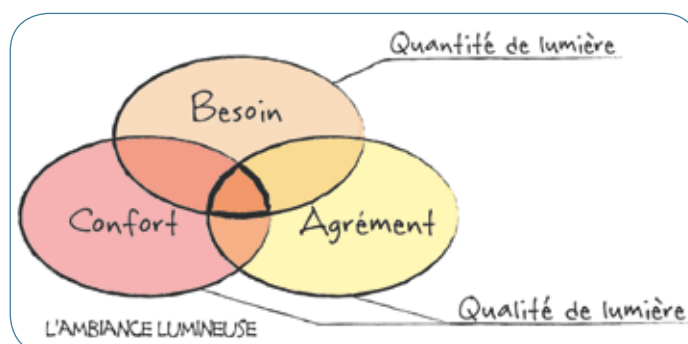 Quantité de lumière
Besoin
Confort
Agrément
Qualité de lumière
L'AMBIANCE LUMINEUSE